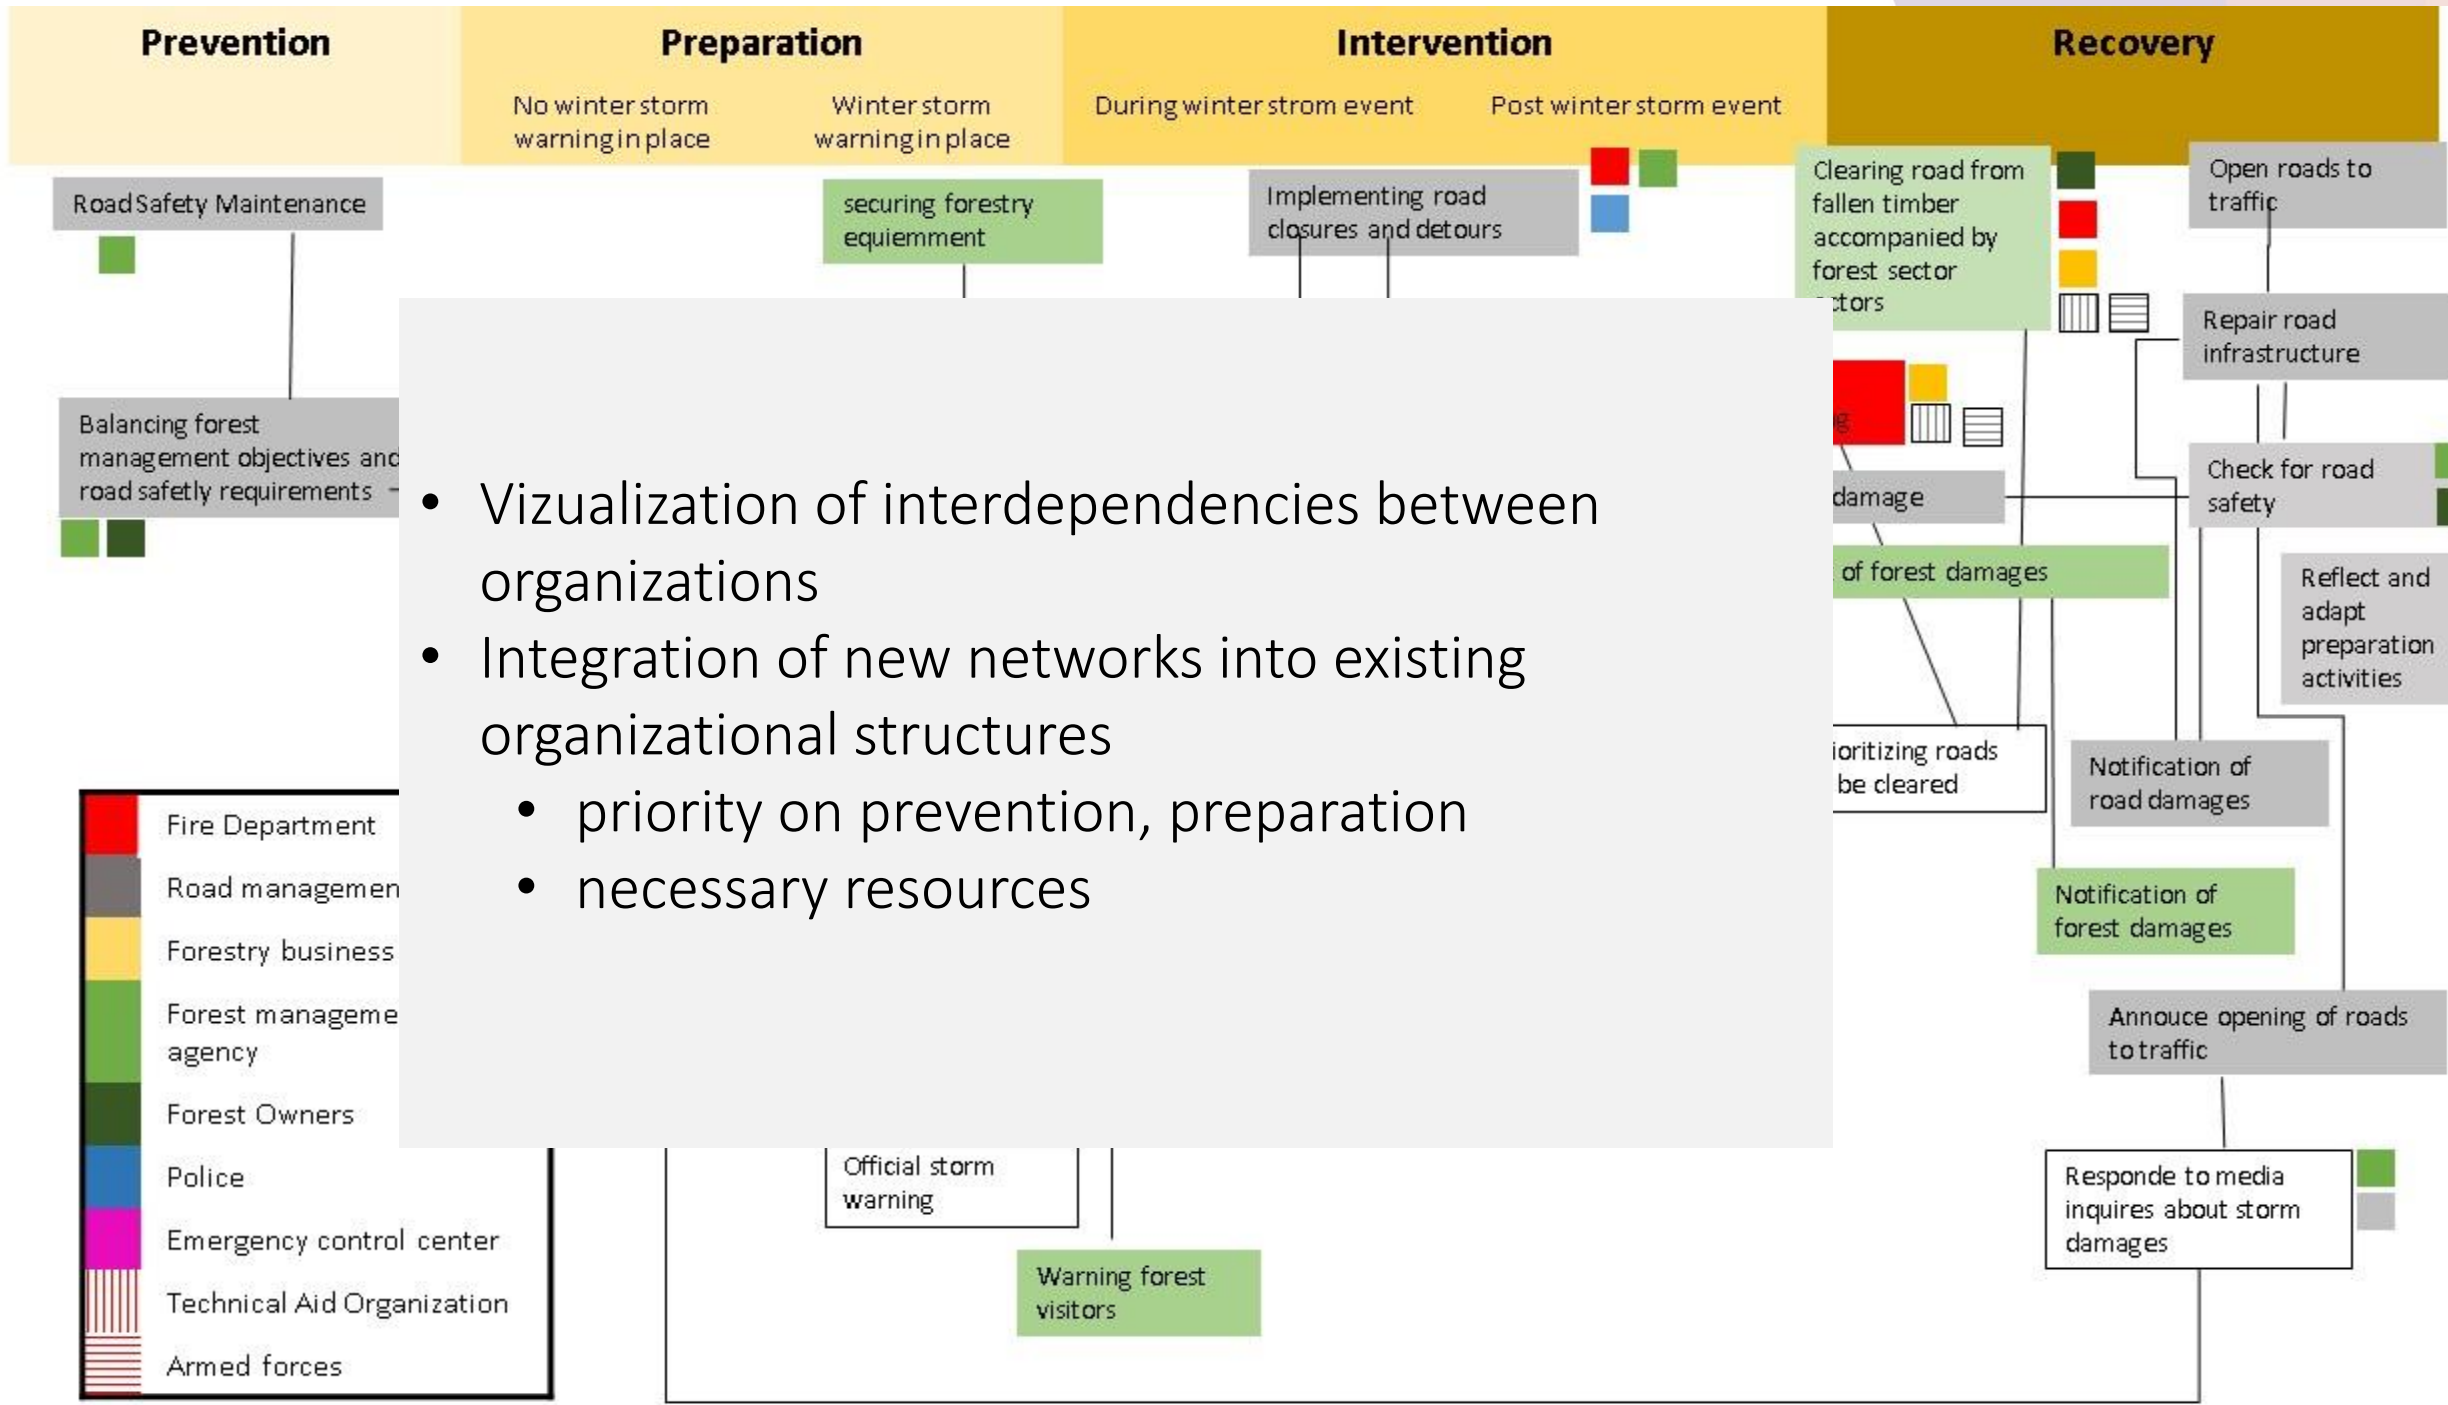 Prevention
Preparation
Intervention
Recovery
No winter storm
warning in place
Winter storm
warning in place
During winter strom event
Post winter storm event
Road Safety Maintenance
securing forestry
equiemment
Implementing road
closures and detours
Clearing road from
fallen timber
accompanied by
forest sector
Open roads to
traffic
Repair road
infrastructure
Balancing forest
management objectives and
road safetly requirements
damage
Check for road
safety
of forest damages
Reflect and
adapt
preparation
activities
• Vizualization of interdependencies between
organizations
• Integration of new networks into existing
organizational structures
• priority on prevention, preparation
• necessary resources
roads
be cleared
Notification of
road damages
Notification of
forest damages
Annouce opening of roads
to traffic
Responde to media
inquires about storm
damages
Fire Department
Road
Forestry business
Forest
agency
Forest Owners
Police
Emergency control center
Technical Aid Organization
Armed forces
Official storm
warning
Warning forest
visitors